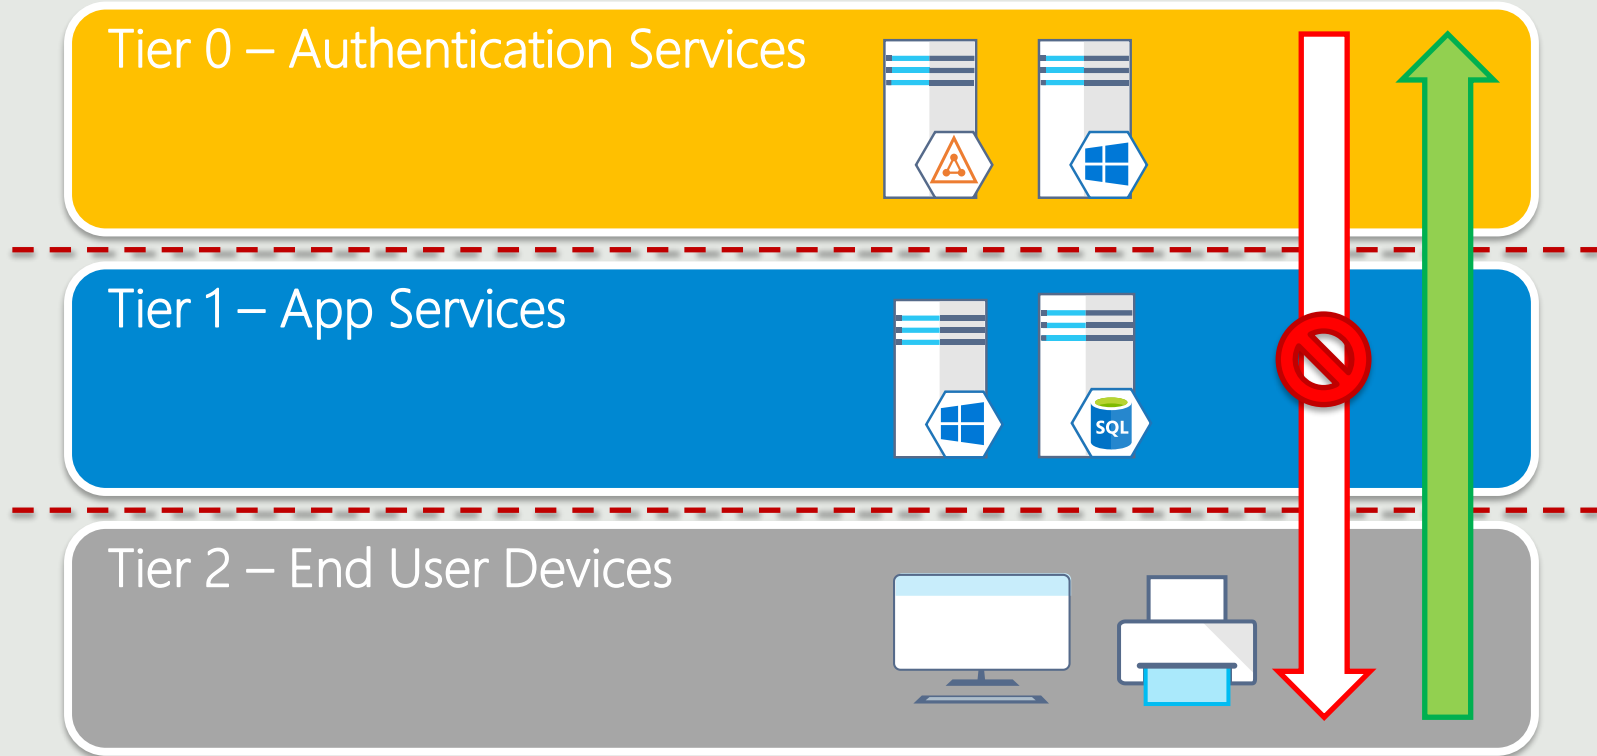 Tier 0 – Authentication Services
Tier 1 – App Services
SQL
Tier 2 – End User Devices